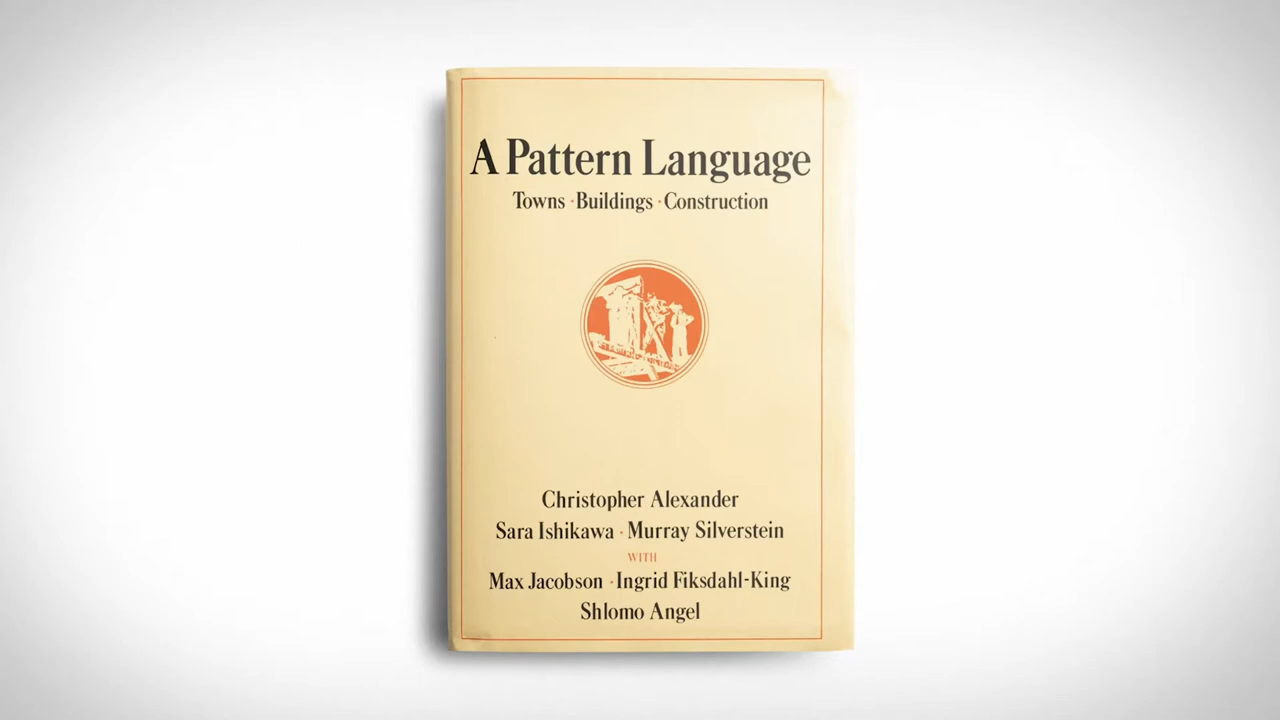 A Pattern Language
Towns · Buildings · Construction
Christopher Alexander
Sara Ishikawa · Murray Silverstein
WITH
Max Jacobson · Ingrid Fiksdahl-King
Shlomo Angel